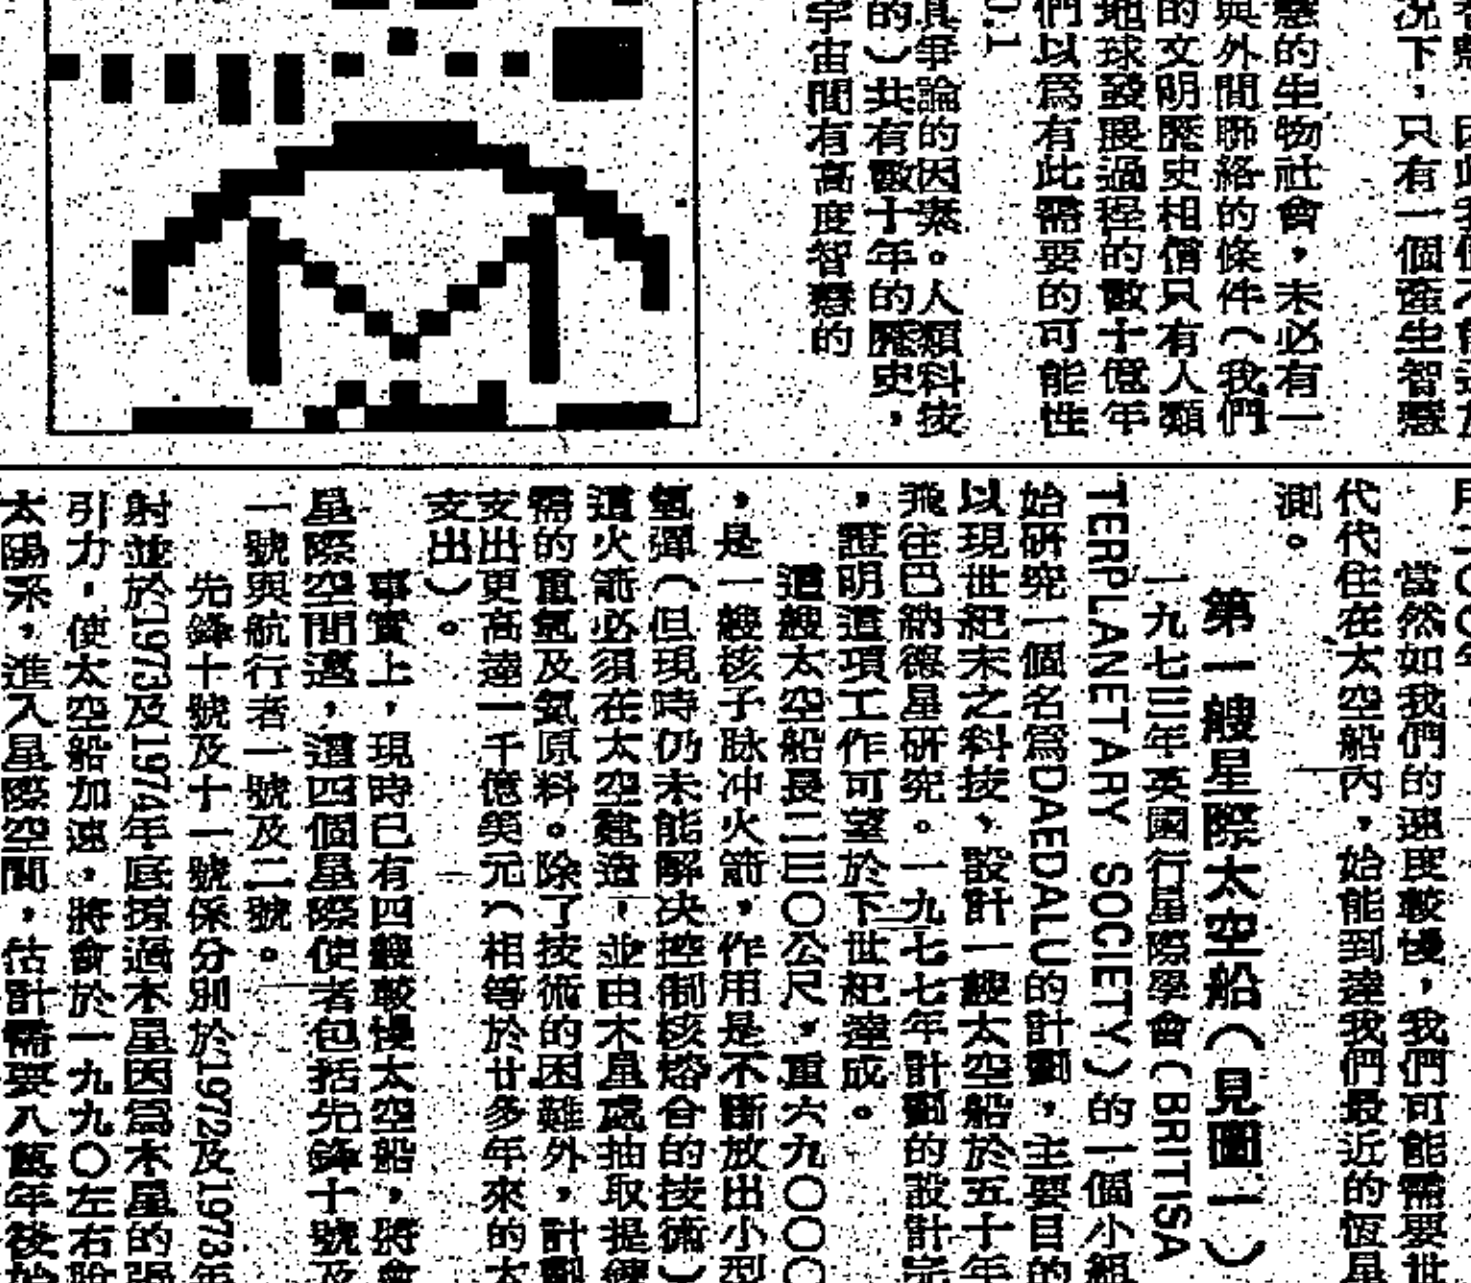 者慧
況下，只有一個產生智慧
慧的生物社會，未必有一
與外間聯絡的條件（我們
的文明歷史相信只有人類
地球發展過程的數十億年
們以為有此需要的可能性
0.1
具爭論的因素。人類科技
的）共有數十年的歷史，
宇宙間有高度智慧的
用二〇〇年
當然如我們的速度較慢，我們可能需要世
代代住在太空船內，始能到達我們最近的恆星
測。
第一艘星際太空船（見圖一）
一九七三年英國行星際學會（BRITISA
TERPLANETARY SOCIETY）的一個小組
始研究一個名為DAEDALU的計劃，主要目的
以現世紀末之科技，設計一艘太空船於五十年
飛往巴納德星研究。一九七七年計劃的設計完
，證明這項工作可望於下世紀達成。
這艘太空船長二三〇公尺，重六九〇〇〇
，是一艘核子脉冲火箭，作用是不斷放出小型
氫彈（但現時仍未能解决控制核熔合的技術）
這火箭必須在太空建造，並由木星處抽取提煉
需的重氫及氦原料。除了按術的困難外，計劃
支出更高達一千億美元（相等於廿多年來的太
支出）。
事實上，現時已有四艘較慢太空船，將會
星際空間邁，這四個星際使者包括先鋒十號及
一號與航行者一號及二號。
先鋒十號及十一號係分別於1972及1973年
射並於1973及1974年底掠過木星因為木星的强
引力，使太空船加速，將會於一九九〇左右脫
太陽系，進入星際空間，估計需要八萬年後始